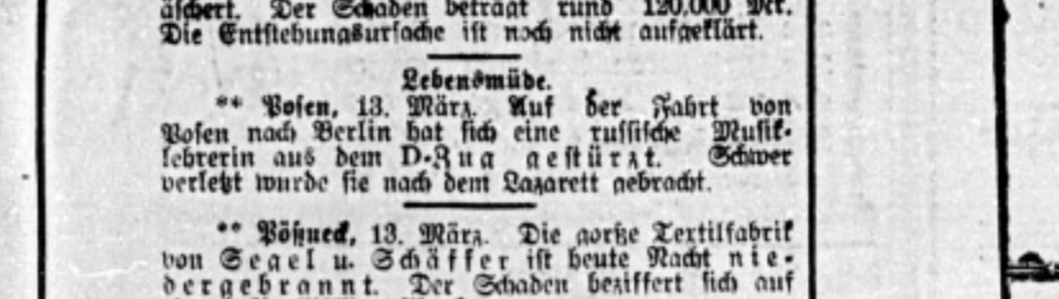 äschert. Der Schaden beträgt rund 120.000 Mk.
Die Entstehungsursache ist noch nicht aufgeklärt.
Lebensmüde.
** Posen, 13. März. Auf der Fahrt von
Posen nach Berlin hat sich eine russische Musik-
lehrerin aus dem D-Zug gestürzt. Schwer
verletzt wurde sie nach dem Lazarett gebracht.
** Pößneck, 13. März. Die gorße Textilfabrik
von Segel u. Schäffer ist heute Nacht nie-
dergebrannt. Der Schaden beziffert sich auf